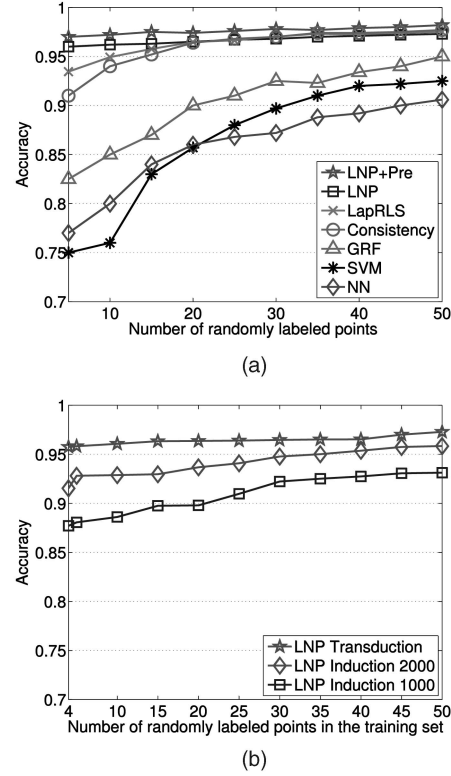 1
0.95
0.9
0.85
0.8
0.75
0.7
Accuracy
LNP+Pre
LNP
LapRLS
Consistency
GRF
SVM
NN
10
20
30
40
50
Number of randomly labeled points
(a)
1
0.95
0.9
0.85
0.8
0.75
0.7
Accuracy
LNP Transduction
LNP Induction 2000
LNP Induction 1000
4
10
15
20
25
30
35
40
45
50
Number of randomly labeled points in the training set
(b)